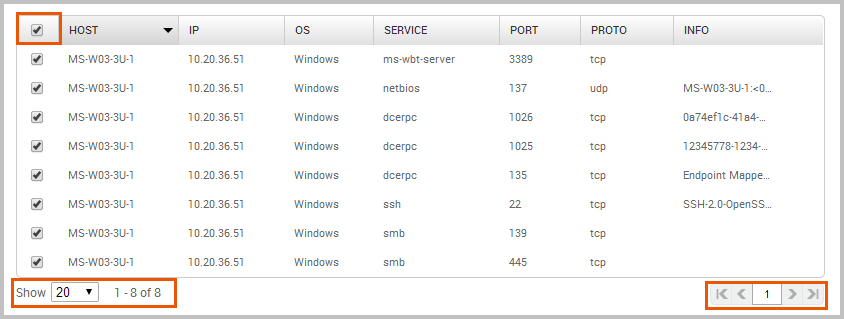 HOST IP OS SERVICE PORT PROTO INFO
MS-W03-3U-1 10.20.36.51 Windows ms-wbt-server 3389 tcp
MS-W03-3U-1 10.20.36.51 Windows netbios 137 udp MS-W03-3U-1:<0...
MS-W03-3U-1 10.20.36.51 Windows dcerpc 1026 tcp 0a74ef1c-41a4-...
MS-W03-3U-1 10.20.36.51 Windows dcerpc 1025 tcp 12345778-1234-...
MS-W03-3U-1 10.20.36.51 Windows dcerpc 135 tcp Endpoint Mappe...
MS-W03-3U-1 10.20.36.51 Windows ssh 22 tcp SSH-2.0-OpenSS...
MS-W03-3U-1 10.20.36.51 Windows smb 139 tcp
MS-W03-3U-1 10.20.36.51 Windows smb 445 tcp
Show 20 1 - 8 of 8 1